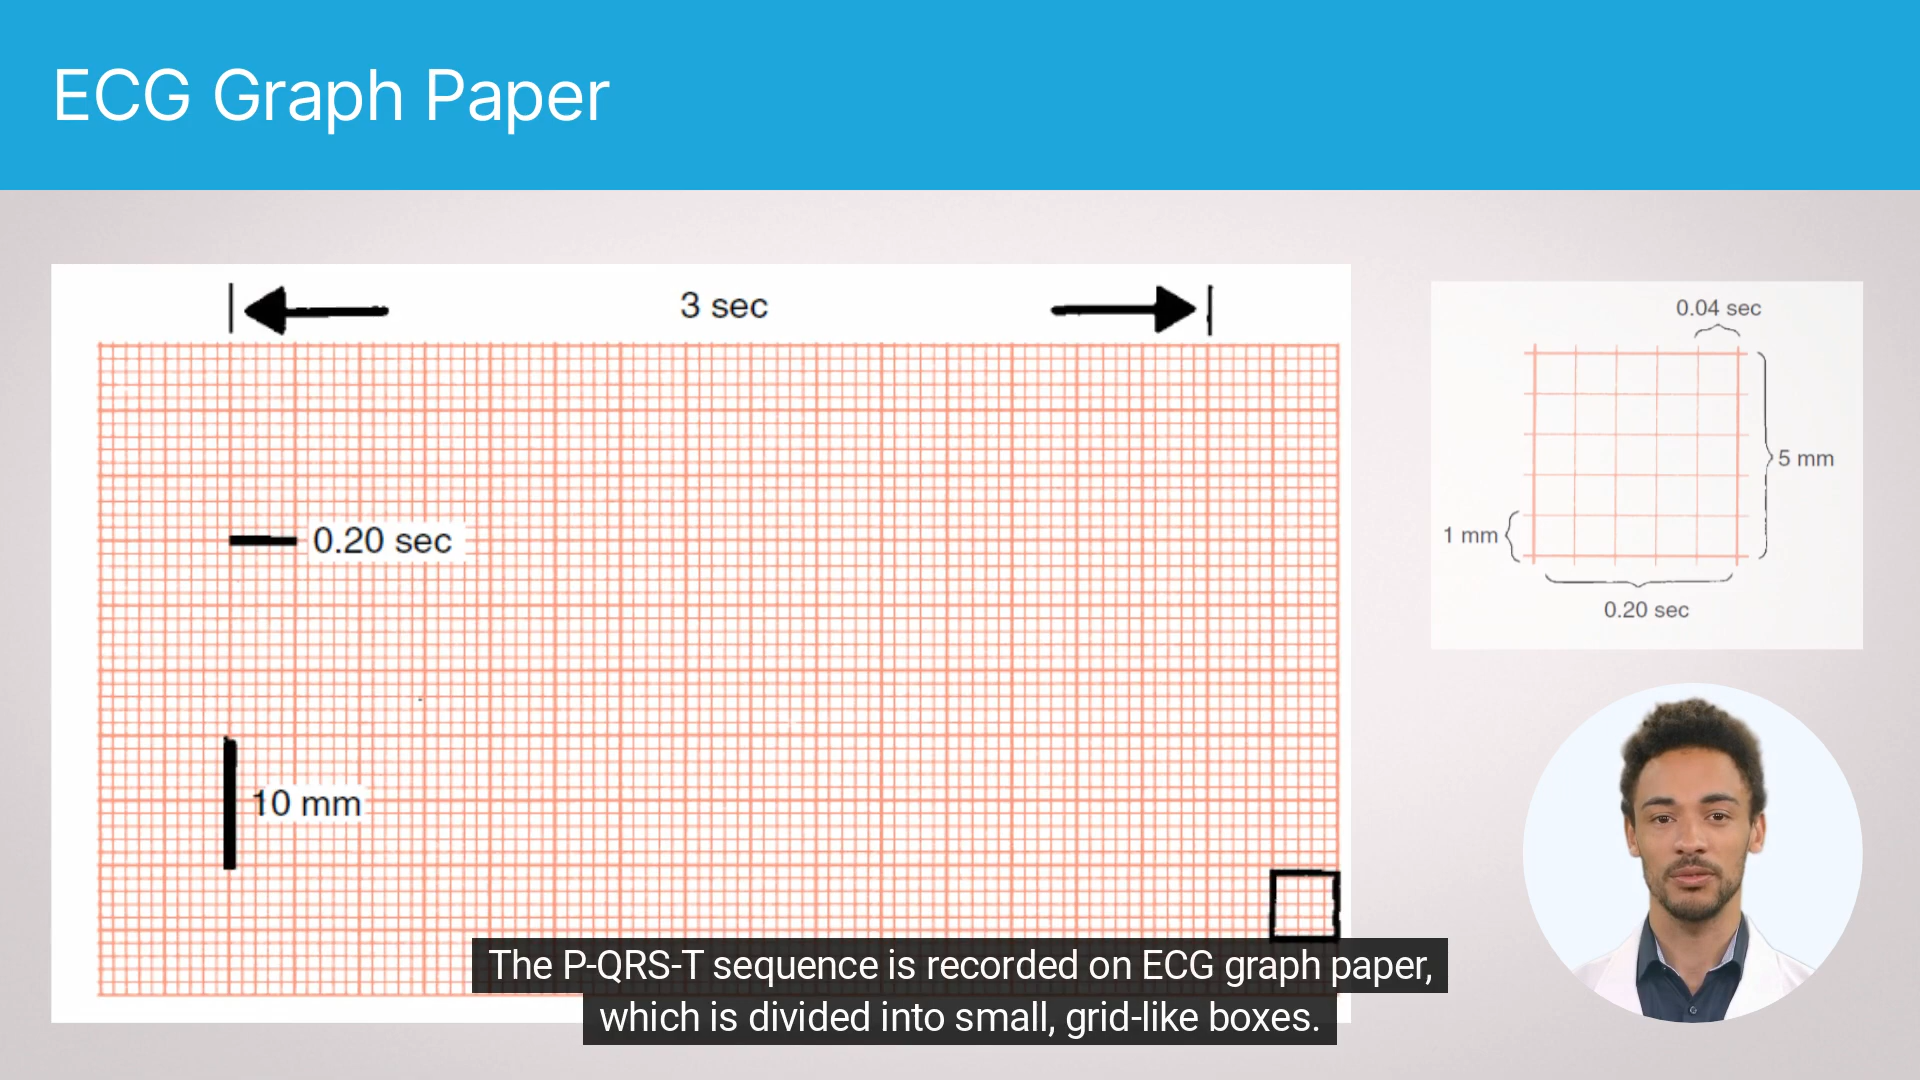 ECG Graph Paper
3 sec
0.20 sec
10 mm
0.04 sec
5 mm
1 mm
0.20 sec
The P-QRS-T sequence is recorded on ECG graph paper,
which is divided into small, grid-like boxes.